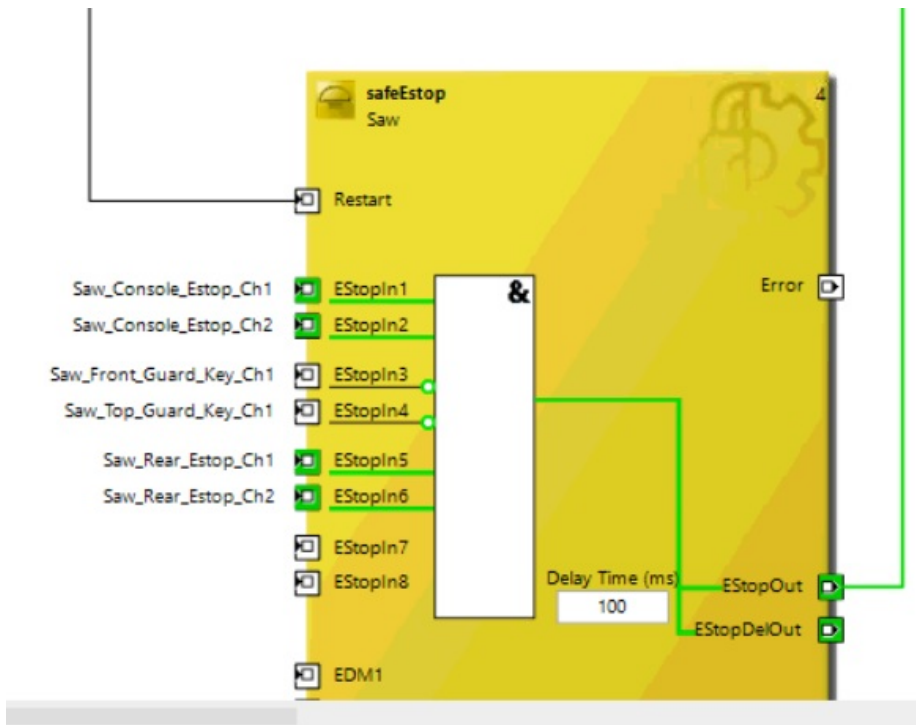 safeEstop
4
Saw
Restart
Saw_Console_Estop_Ch1
EStopIn1
&
Error
Saw_Console_Estop_Ch2
EStopIn2
Saw_Front_Guard_Key_Ch1
EStopIn3
Saw_Top_Guard_Key_Ch1
EStopIn4
Saw_Rear_Estop_Ch1
EStopIn5
Saw_Rear_Estop_Ch2
EStopIn6
EStopIn7
EStopIn8
Delay Time (ms)
100
EStopOut
EStopDelOut
EDM1